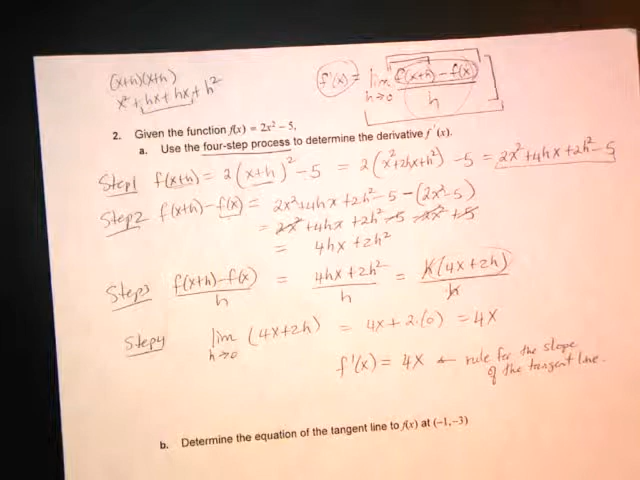 (x+h)(x+h)
x² + hx + hx + h²
f'(x) = lim h→0 [f(x+h) - f(x) / h]
2. Given the function f(x) = 2x² – 5,
a. Use the four-step process to determine the derivative f'(x).
Step1 f(x+h) = 2(x+h)² - 5 = 2(x²+2hx+h²) - 5 = 2x²+4hx+2h²-5
Step2 f(x+h) - f(x) = 2x²+4hx+2h²-5-(2x²-5)
= 2x²+4hx+2h²-5-2x²+5
= 4hx+2h²
Step3 f(x+h)-f(x) / h = 4hx+2h² / h = h(4x+2h) / h
Step4 lim h→0 (4x+2h) = 4x+2·(0) = 4x
f'(x) = 4x ← rule for the slope
of the tangent line.
b. Determine the equation of the tangent line to f(x) at (–1,–3)